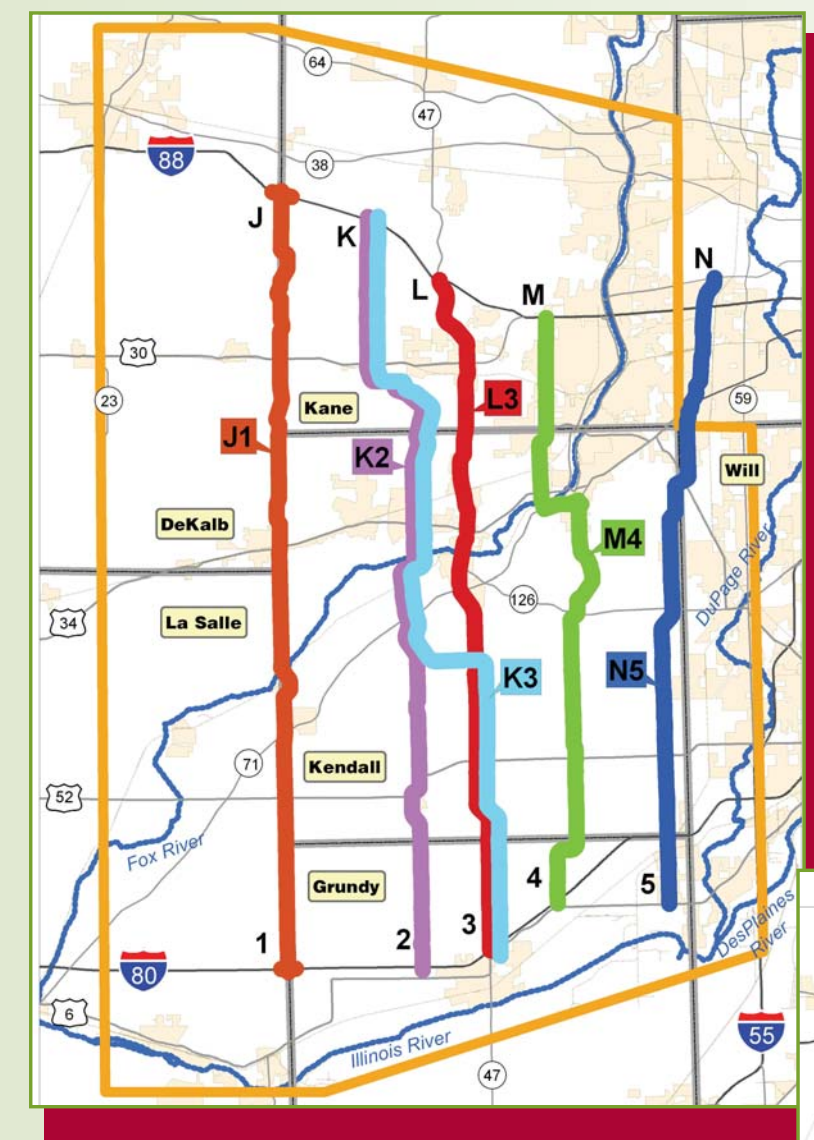 64
47
88
38
J
K
N
L
M
30
23
59
Kane
L3
J1
K2
Will
DeKalb
M4
DuPage River
126
34
La Salle
K3
N5
71
Kendall
52
Fox River
Grundy
4
5
1
2
3
DesPlaines
River
80
6
55
Illinois River
47